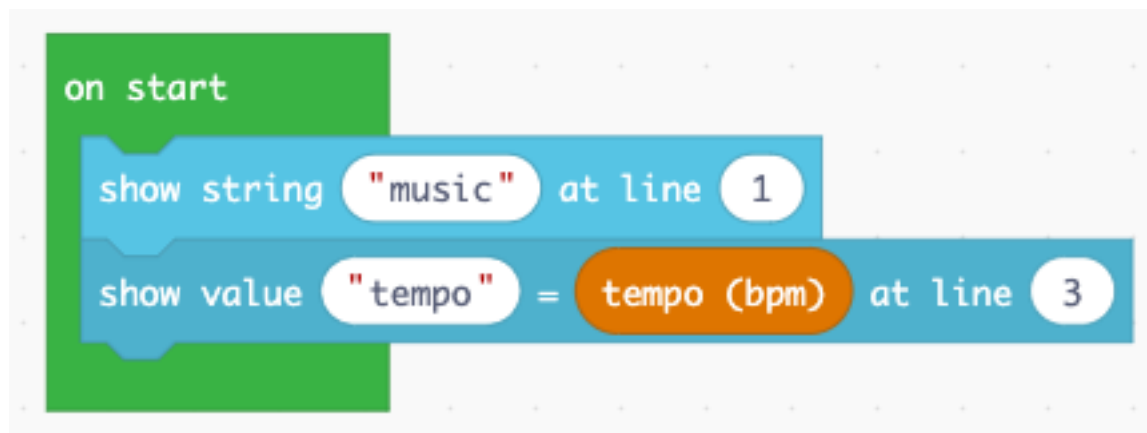 on start
show string "music" at line 1
show value "tempo" = tempo (bpm) at line 3